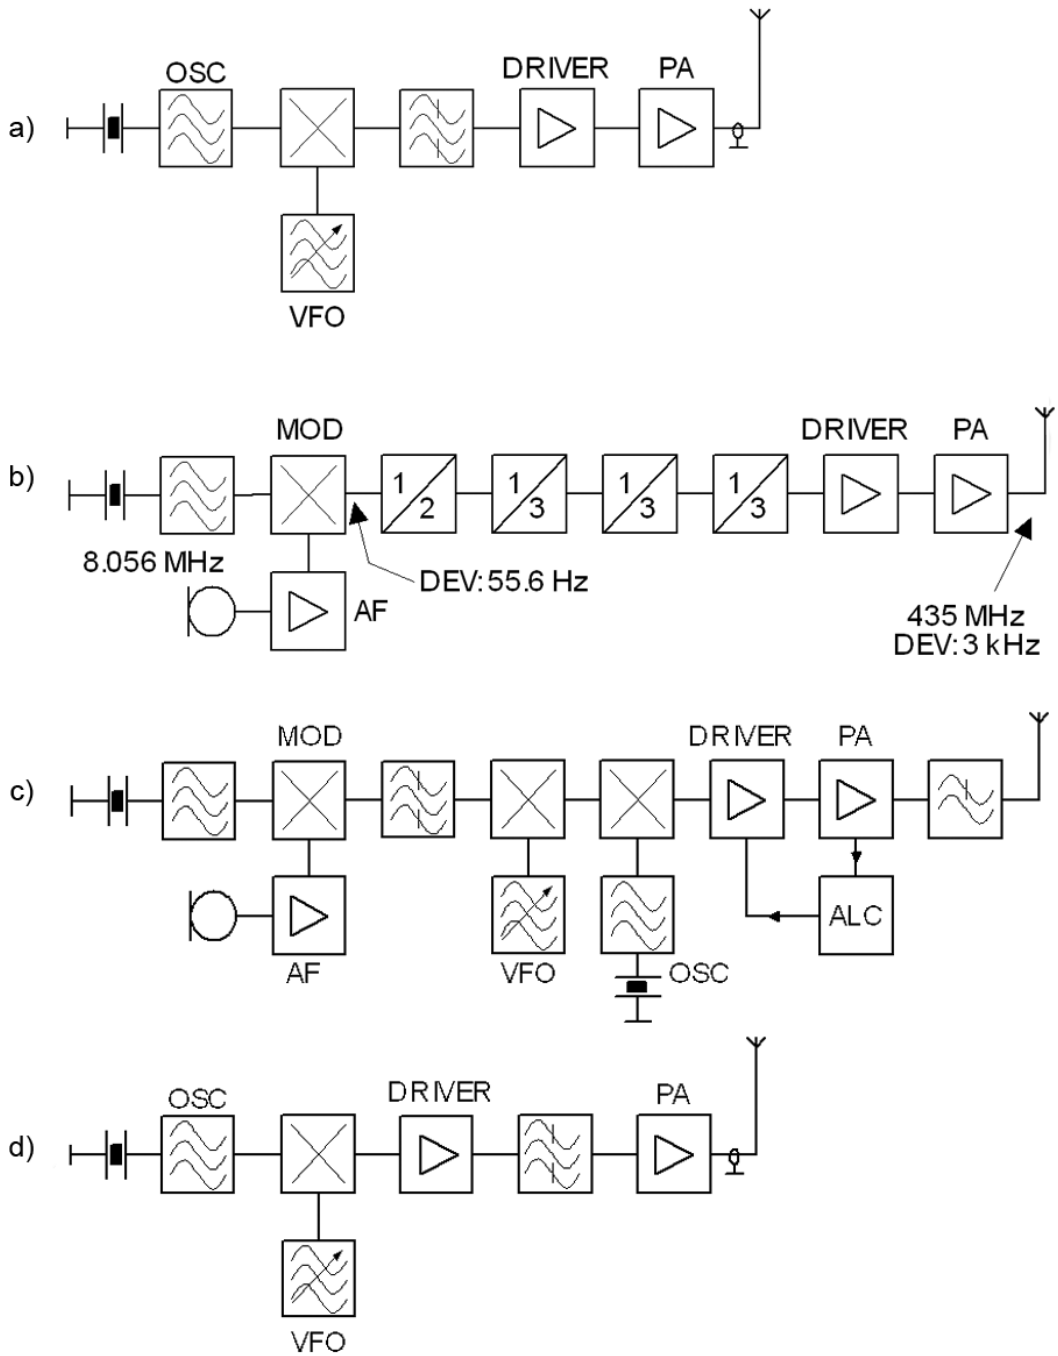 a)
OSC
DRIVER
PA
VFO
b)
MOD
DRIVER
PA
1
2
1
3
1
3
1
3
8.056 MHz
DEV: 55.6 Hz
AF
435 MHz
DEV: 3 kHz
c)
MOD
DRIVER
PA
ALC
AF
VFO
OSC
d)
OSC
DRIVER
PA
VFO